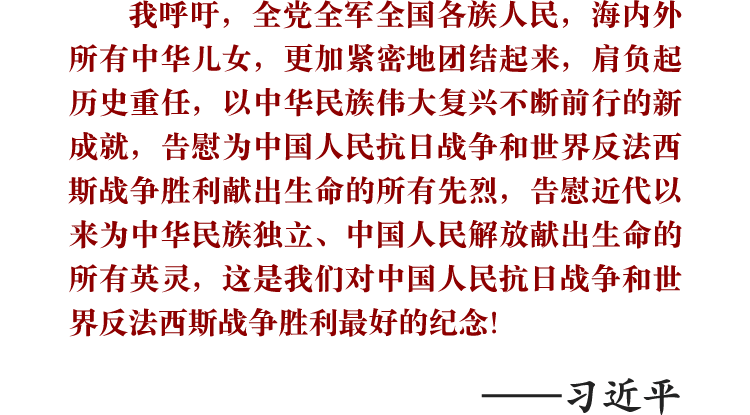 我呼吁，全党全军全国各族人民，海内外
所有中华儿女，更加紧密地团结起来，肩负起
历史重任，以中华民族伟大复兴不断前行的新
成就，告慰为中国人民抗日战争和世界反法西
斯战争胜利献出生命的所有先烈，告慰近代以
来为中华民族独立、中国人民解放献出生命的
所有英灵，这是我们对中国人民抗日战争和世
界反法西斯战争胜利最好的纪念!
——习近平